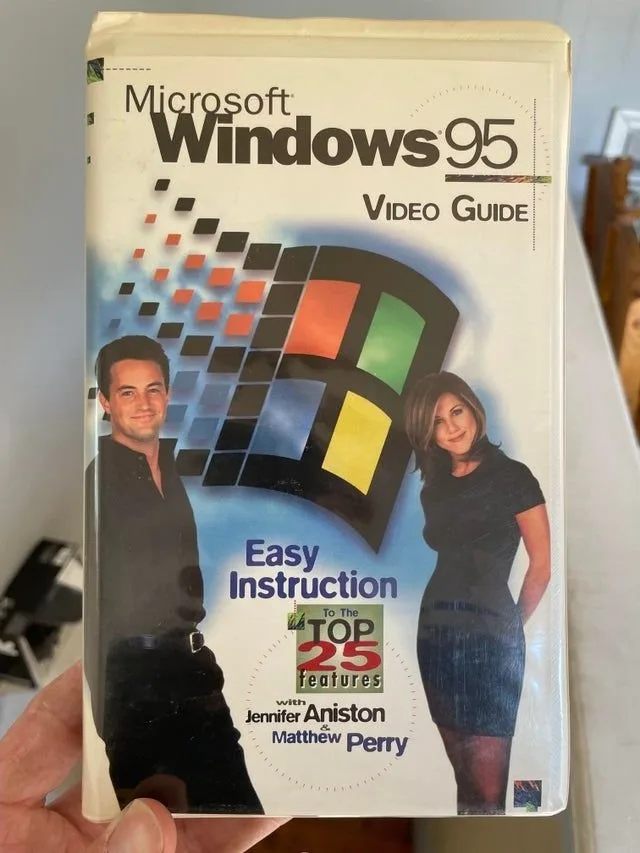 Microsoft
Windows 95
VIDEO GUIDE
Easy
Instruction
To The
TOP
25
features
with
Jennifer Aniston
&
Matthew Perry